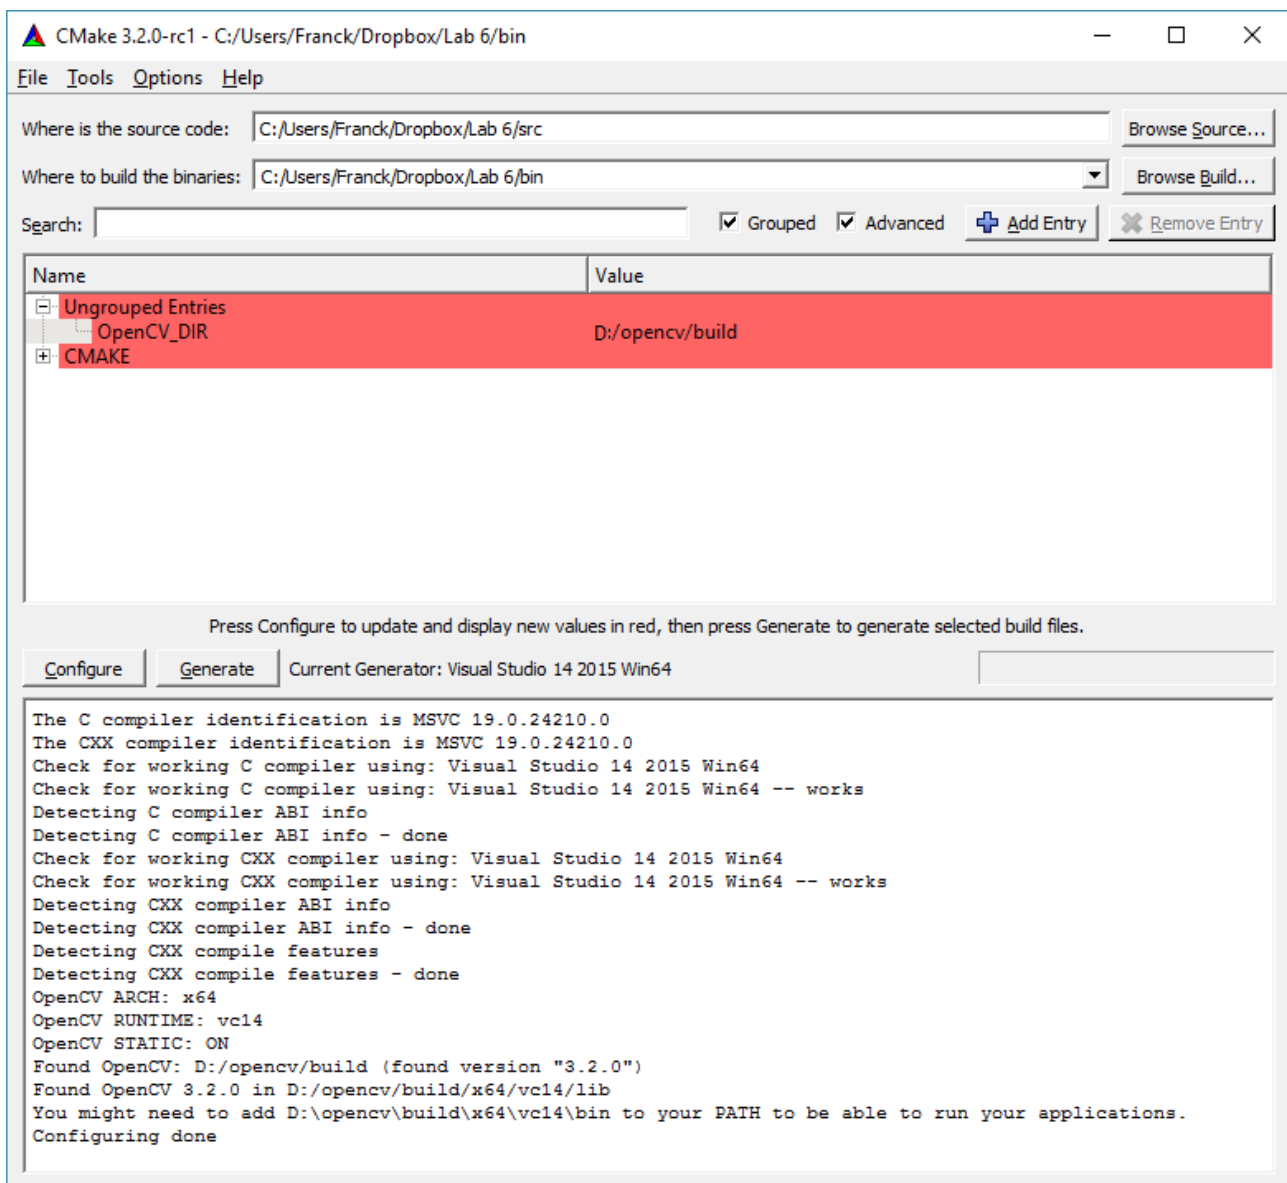 CMake 3.2.0-rc1 - C:/Users/Franck/Dropbox/Lab 6/bin
File Tools Options Help
Where is the source code: C:/Users/Franck/Dropbox/Lab 6/src Browse Source...
Where to build the binaries: C:/Users/Franck/Dropbox/Lab 6/bin Browse Build...
Search: Grouped Advanced Add Entry Remove Entry
Name Value
Ungrouped Entries
OpenCV_DIR D:/opencv/build
CMAKE
Press Configure to update and display new values in red, then press Generate to generate selected build files.
Configure Generate Current Generator: Visual Studio 14 2015 Win64
The C compiler identification is MSVC 19.0.24210.0
The CXX compiler identification is MSVC 19.0.24210.0
Check for working C compiler using: Visual Studio 14 2015 Win64
Check for working C compiler using: Visual Studio 14 2015 Win64 -- works
Detecting C compiler ABI info
Detecting C compiler ABI info - done
Check for working CXX compiler using: Visual Studio 14 2015 Win64
Check for working CXX compiler using: Visual Studio 14 2015 Win64 -- works
Detecting CXX compiler ABI info
Detecting CXX compiler ABI info - done
Detecting CXX compile features
Detecting CXX compile features - done
OpenCV ARCH: x64
OpenCV RUNTIME: vc14
OpenCV STATIC: ON
Found OpenCV: D:/opencv/build (found version "3.2.0")
Found OpenCV 3.2.0 in D:/opencv/build/x64/vc14/lib
You might need to add D:\opencv\build\x64\vc14\bin to your PATH to be able to run your applications.
Configuring done